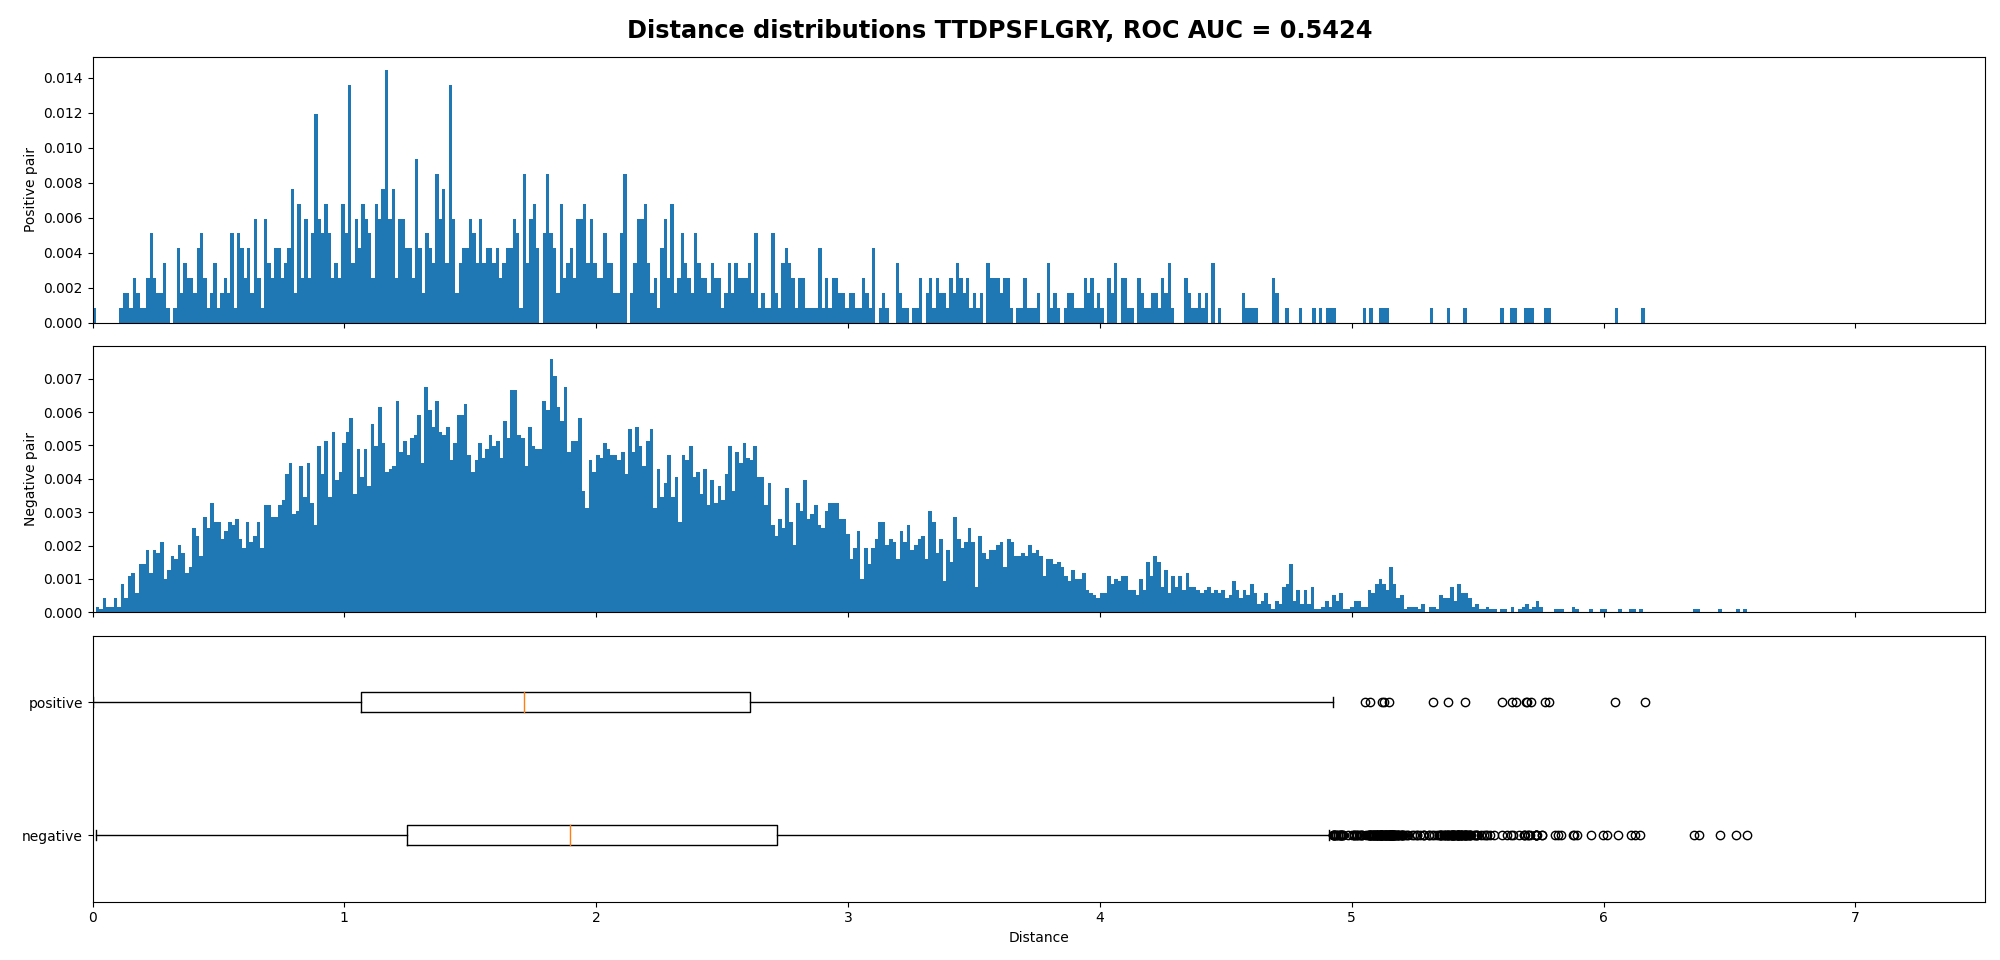 Distance distributions TTDPSFLGRY, ROC AUC = 0.5424
0.014
0.012
0.010
0.008
0.006
0.004
0.002
0.000
Positive pair
0.007
0.006
0.005
0.004
0.003
0.002
0.001
0.000
Negative pair
positive
negative
0 1 2 3 4 5 6 7
Distance